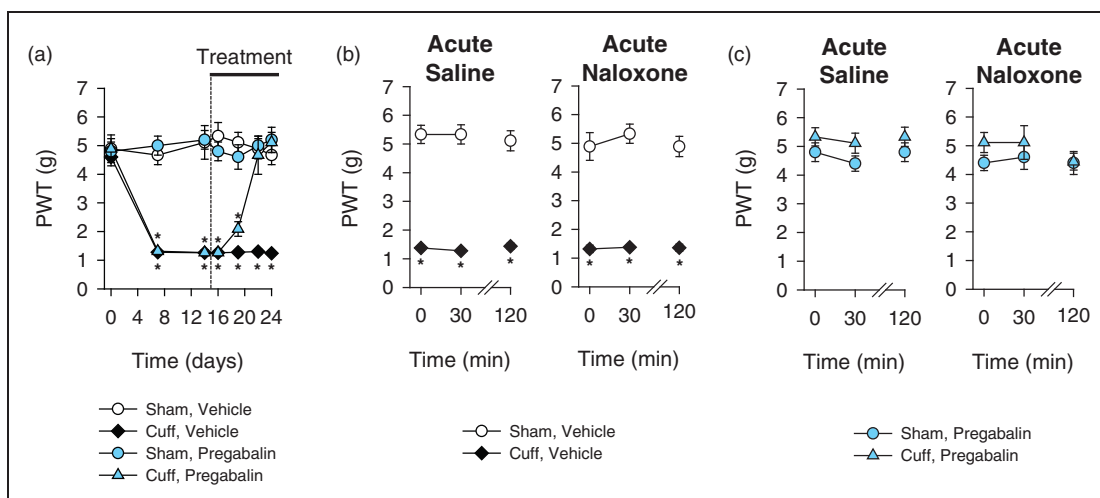 (a)
Treatment
7
6
5
4
3
2
1
0
PWT (g)
* * * *
* * * * * *
0 4 8 12 16 20 24
Time (days)
Sham, Vehicle
Cuff, Vehicle
Sham, Pregabalin
Cuff, Pregabalin
(b)
Acute
Saline
7
6
5
4
3
2
1
0
PWT (g)
* * *
0 30 120
Time (min)
Acute
Naloxone
7
6
5
4
3
2
1
0
* * *
0 30 120
Time (min)
Sham, Vehicle
Cuff, Vehicle
(c)
Acute
Saline
7
6
5
4
3
2
1
0
PWT (g)
0 30 120
Time (min)
Acute
Naloxone
7
6
5
4
3
2
1
0
0 30 120
Time (min)
Sham, Pregabalin
Cuff, Pregabalin